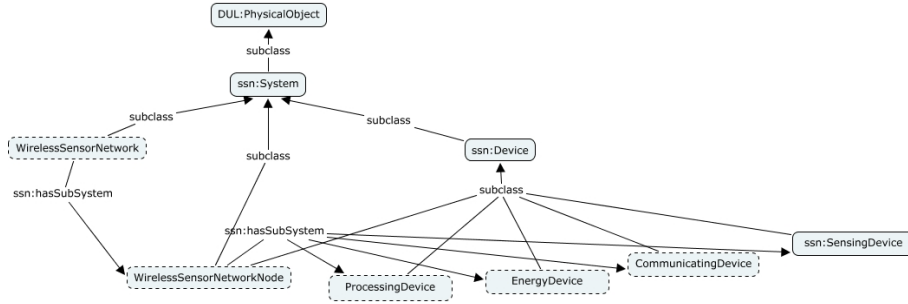 DUL:PhysicalObject
subclass
ssn:System
subclass
subclass
WirelessSensorNetwork
subclass
ssn:Device
ssn:hasSubSystem
subclass
ssn:hasSubSystem
ssn:SensingDevice
WirelessSensorNetworkNode
CommunicatingDevice
ProcessingDevice
EnergyDevice